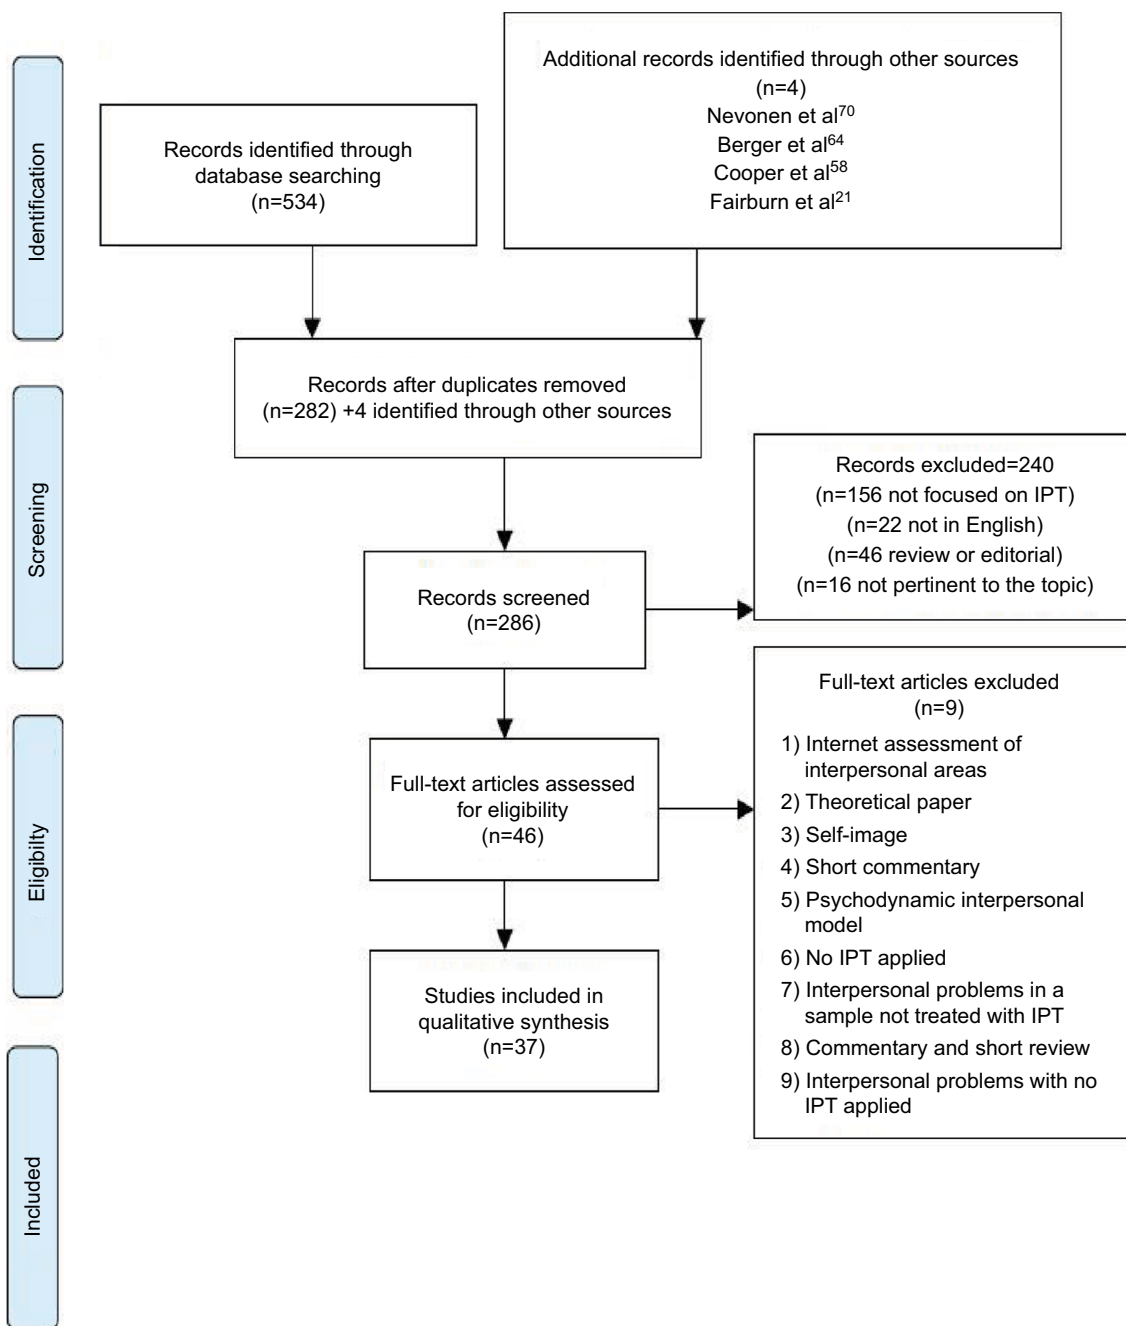 Identification
Records identified through
database searching
(n=534)
Additional records identified through other sources
(n=4)
Nevonen et al70
Berger et al64
Cooper et al58
Fairburn et al21
Records after duplicates removed
(n=282) +4 identified through other sources
Screening
Records screened
(n=286)
Records excluded=240
(n=156 not focused on IPT)
(n=22 not in English)
(n=46 review or editorial)
(n=16 not pertinent to the topic)
Eligibilty
Full-text articles assessed
for eligibility
(n=46)
Full-text articles excluded
(n=9)
1) Internet assessment of
interpersonal areas
2) Theoretical paper
3) Self-image
4) Short commentary
5) Psychodynamic interpersonal
model
6) No IPT applied
7) Interpersonal problems in a
sample not treated with IPT
8) Commentary and short review
9) Interpersonal problems with no
IPT applied
Included
Studies included in
qualitative synthesis
(n=37)